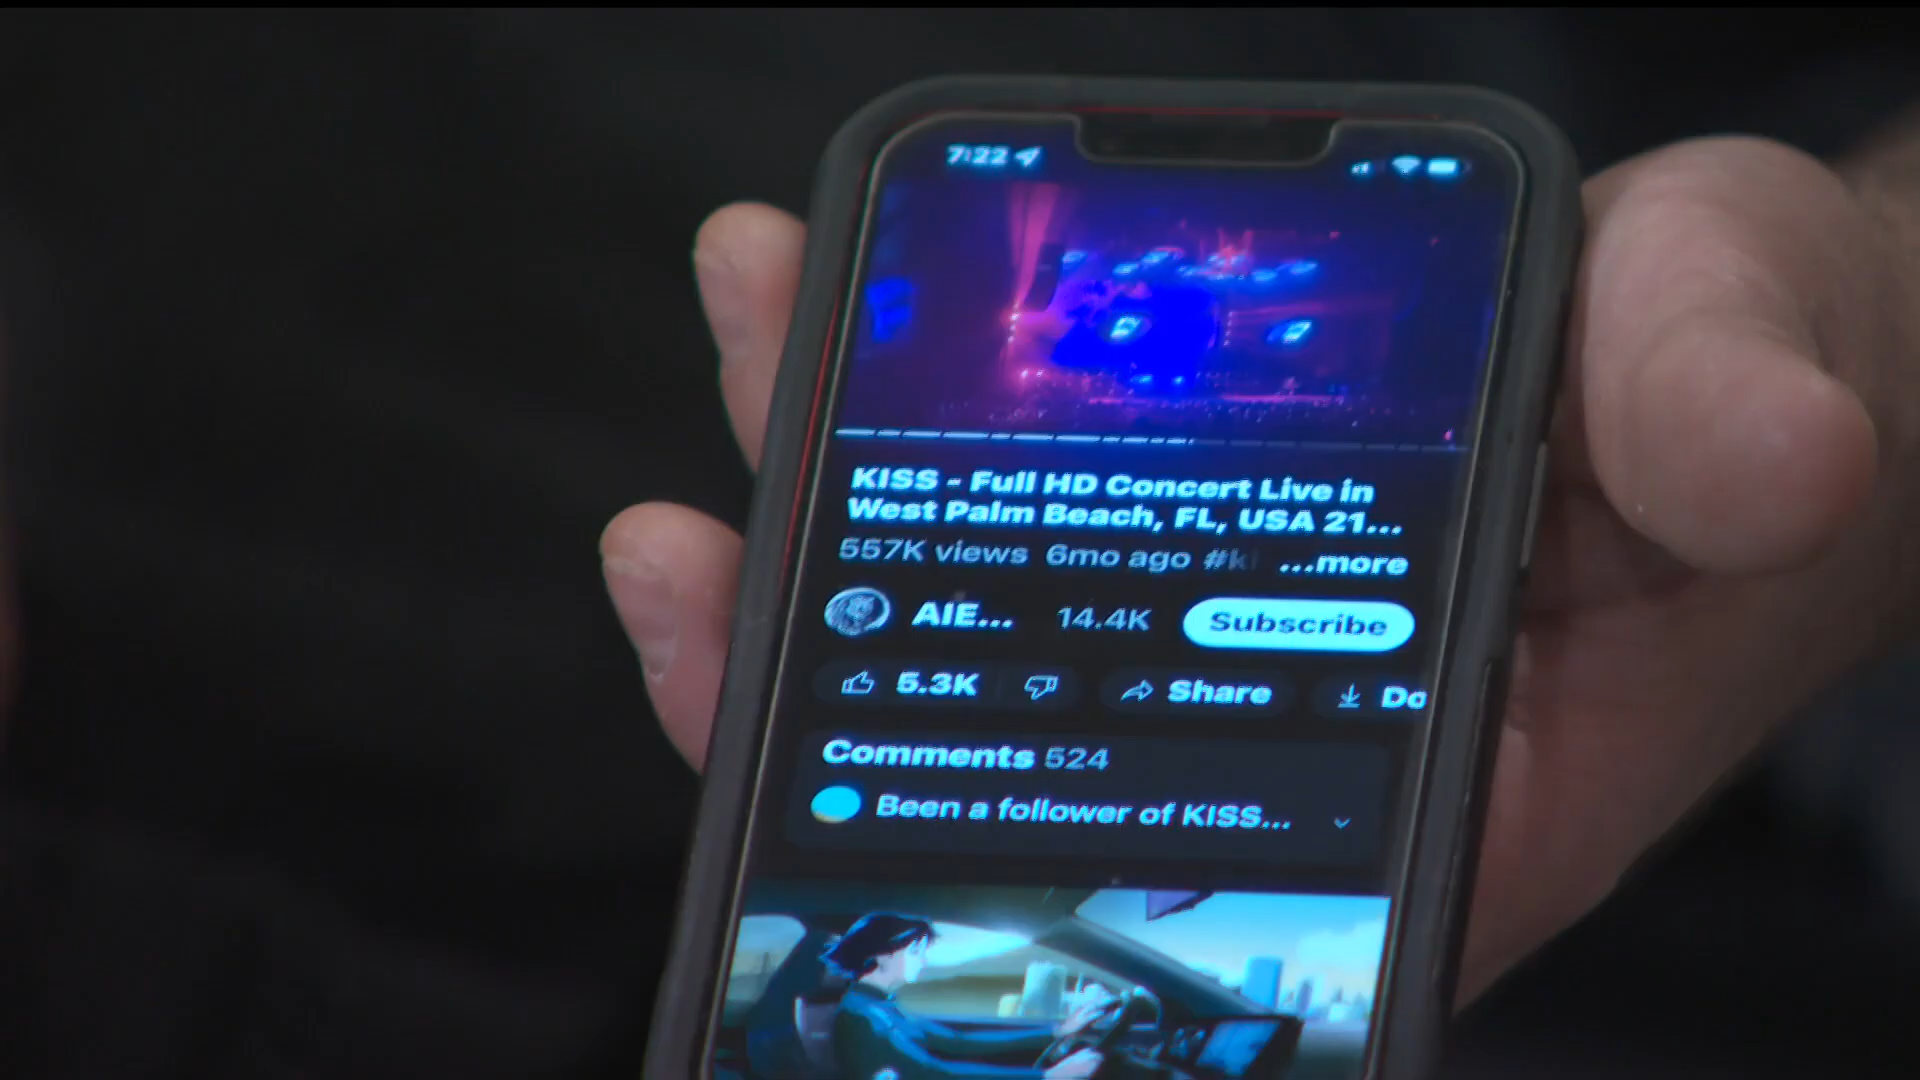 7:22
KISS - Full HD Concert Live in
West Palm Beach, FL, USA 21...
557K views 6mo ago #k ...more
AIE... 14.4K Subscribe
5.3K Share Do
Comments 524
Been a follower of KISS...